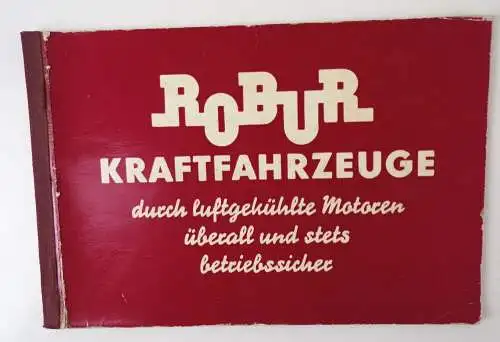 ROBUR
KRAFTFAHRZEUGE
durch luftgekühlte Motoren
überall und stets
betriebssicher